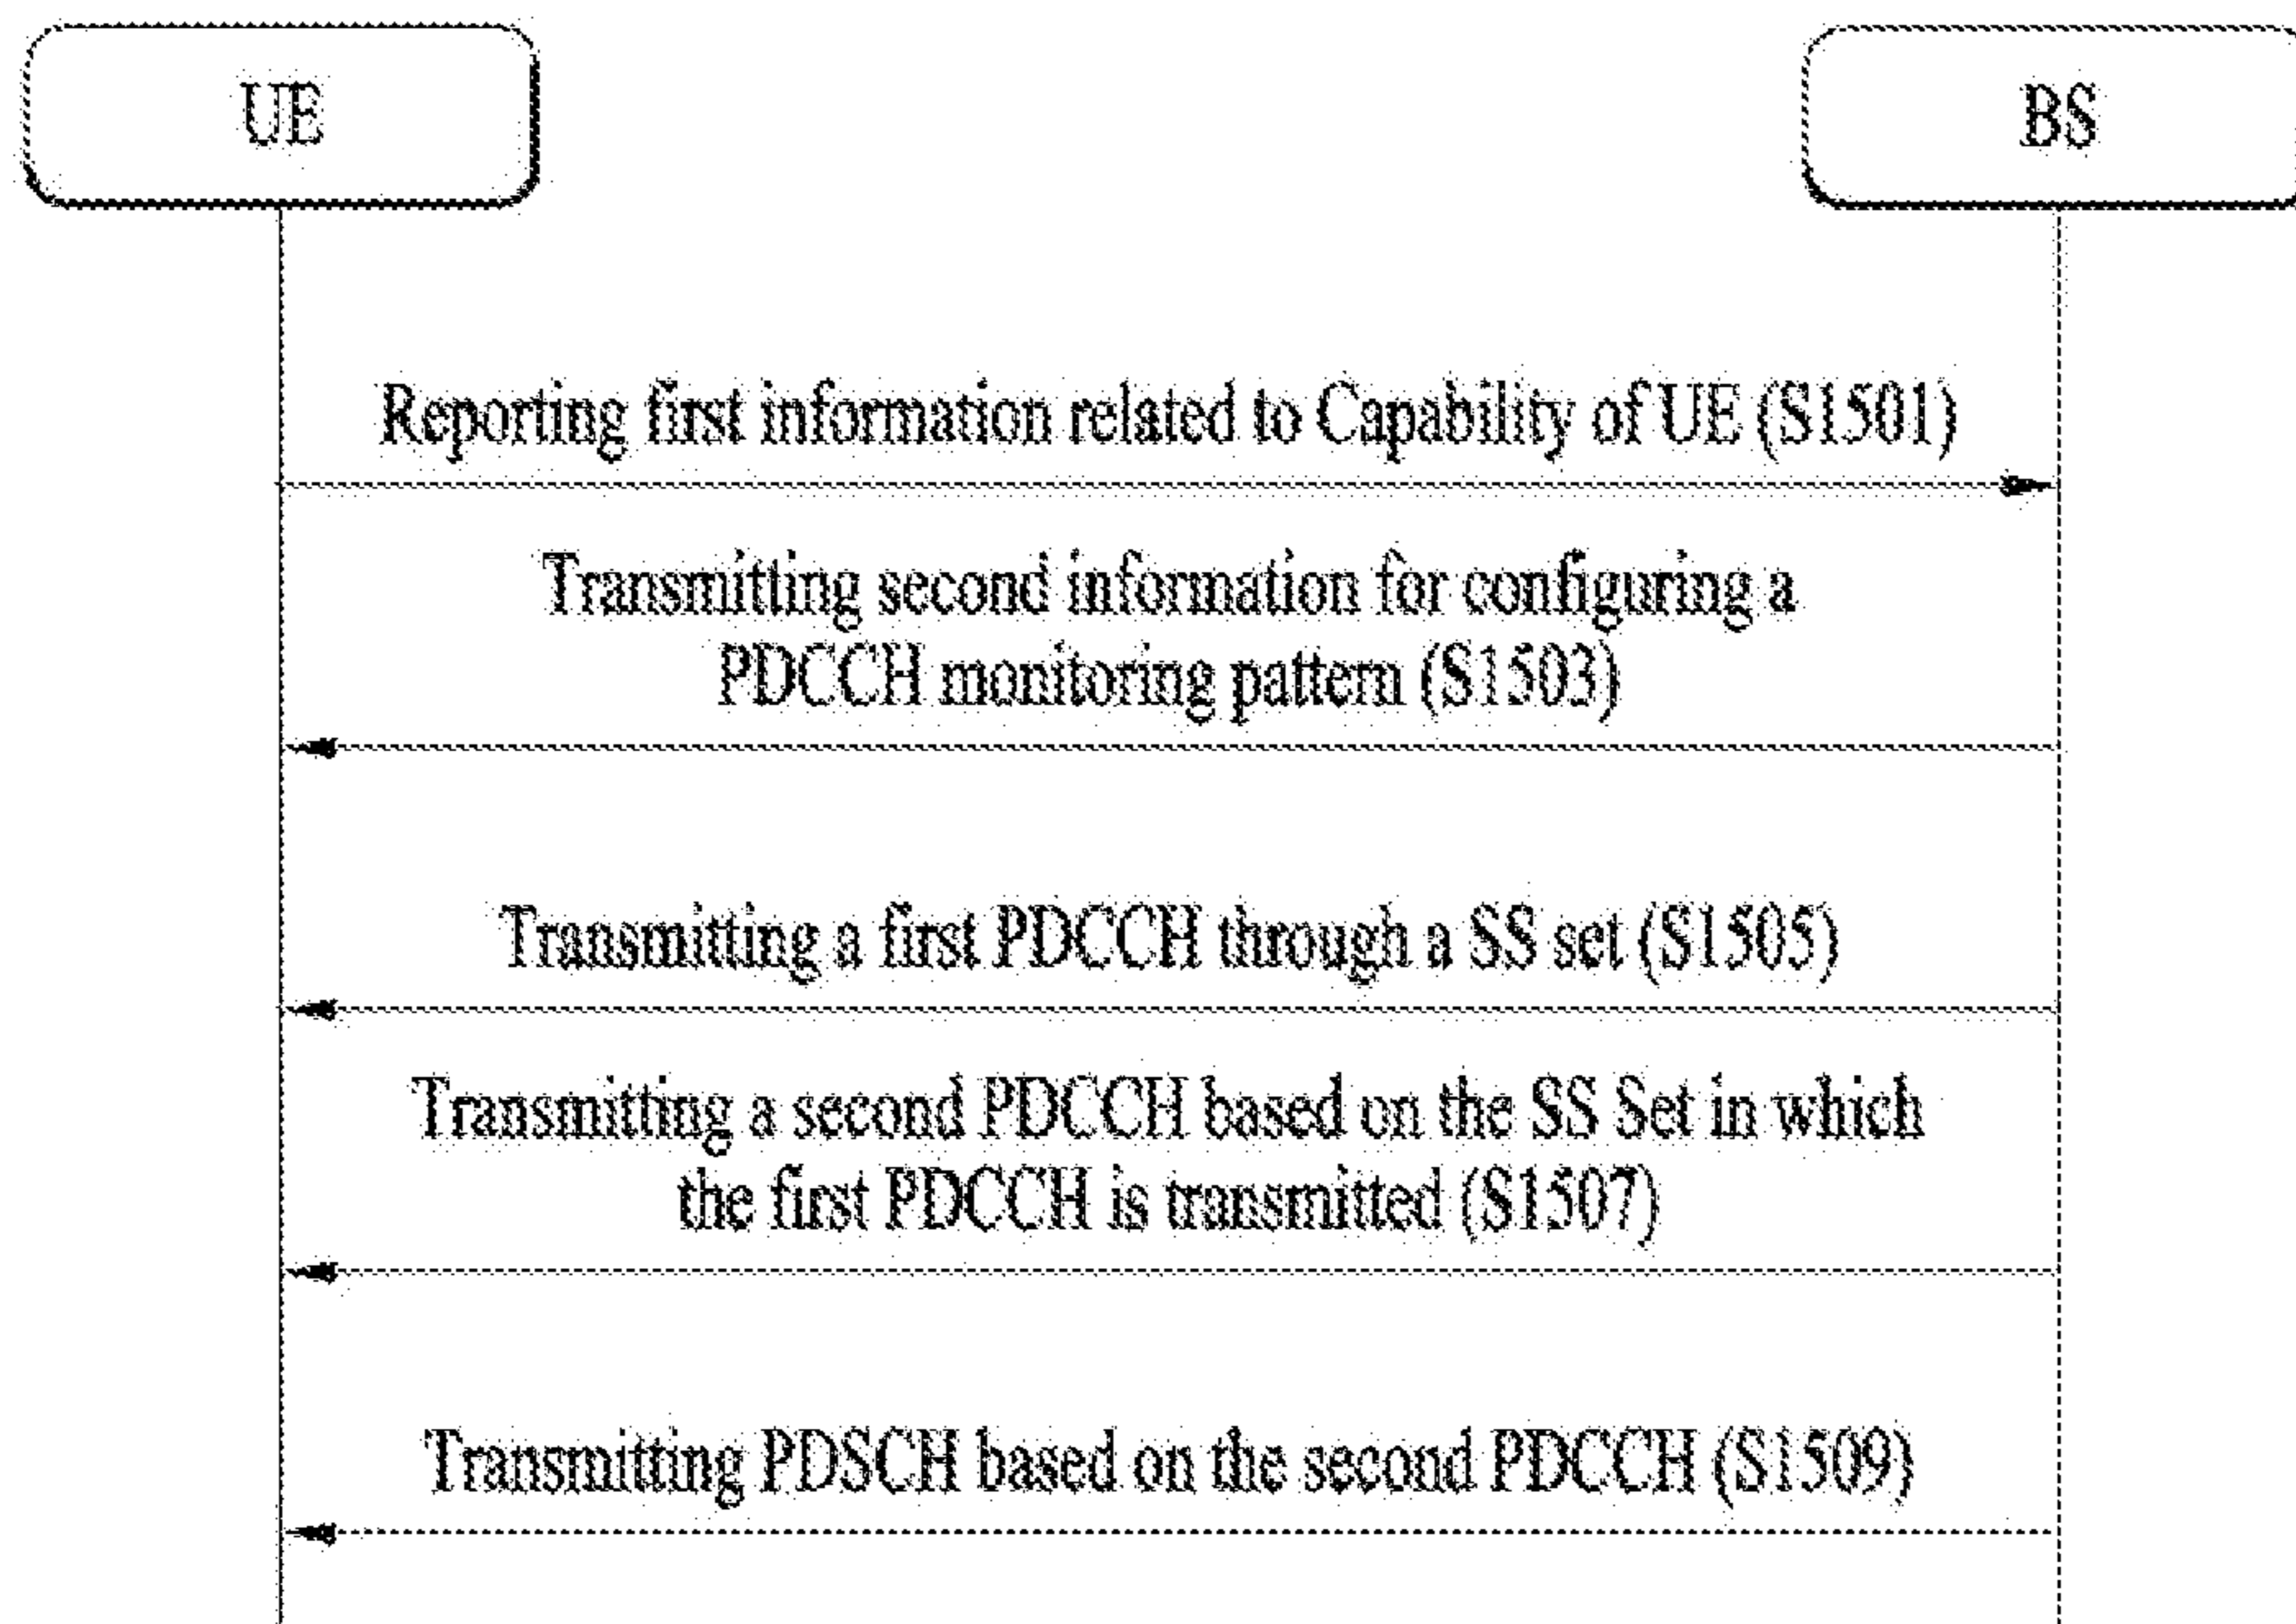 UE
BS
Reporting first information related to Capability of UE (S1501)
Transmitting second information for configuring a
PDCCH monitoring pattern (S1503)
Transmitting a first PDCCH through a SS set (S1505)
Transmitting a second PDCCH based on the SS Set in which
the first PDCCH is transmitted (S1507)
Transmitting PDSCH based on the second PDCCH (S1509)